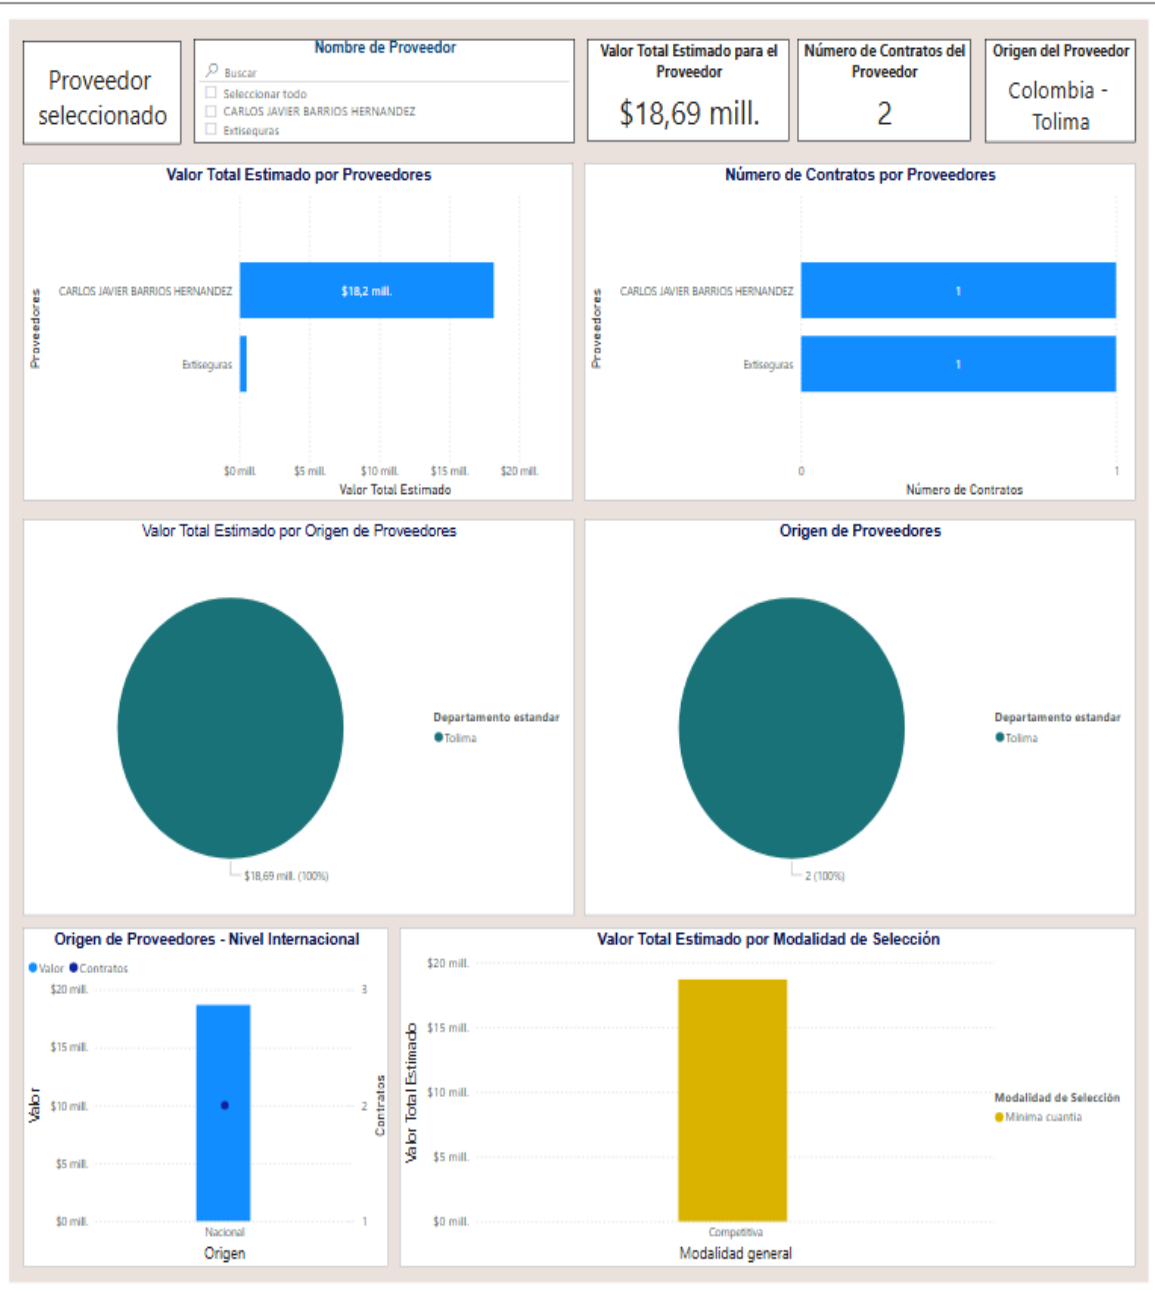 Proveedor
seleccionado
Nombre de Proveedor
Buscar
Seleccionar todo
CARLOS JAVIER BARRIOS HERNANDEZ
Extiseguras
Valor Total Estimado para el
Proveedor
$18,69 mill.
Número de Contratos del
Proveedor
2
Origen del Proveedor
Colombia -
Tolima
Valor Total Estimado por Proveedores
Proveedores
CARLOS JAVIER BARRIOS HERNANDEZ
$18,2 mill.
Extiseguras
$0 mill. $5 mill. $10 mill. $15 mill. $20 mill.
Valor Total Estimado
Número de Contratos por Proveedores
Proveedores
CARLOS JAVIER BARRIOS HERNANDEZ
1
Extiseguras
1
0 1
Número de Contratos
Valor Total Estimado por Origen de Proveedores
Departamento estandar
Tolima
$18,69 mill. (100%)
Origen de Proveedores
Departamento estandar
Tolima
2 (100%)
Origen de Proveedores - Nivel Internacional
Valor Contratos
$20 mill. 3
$15 mill.
$10 mill. 2
$5 mill.
$0 mill. 1
Valor
Contratos
Nacional
Origen
Valor Total Estimado por Modalidad de Selección
$20 mill.
$15 mill.
$10 mill.
$5 mill.
$0 mill.
Valor Total Estimado
Competitiva
Modalidad general
Modalidad de Selección
Mínima cuantía